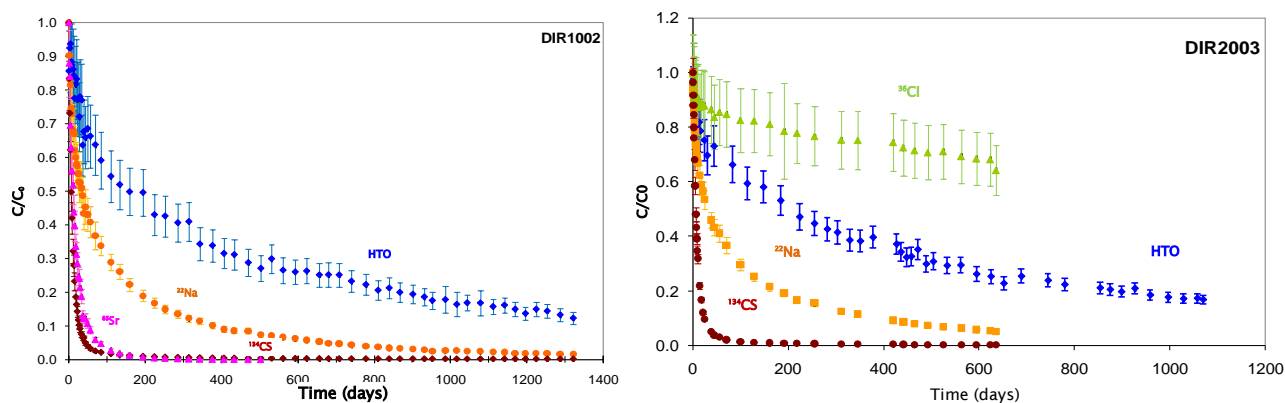 DIR1002
C/C₀
1.0
0.9
0.8
0.7
0.6
0.5
0.4
0.3
0.2
0.1
0.0
HTO
²²Na
⁸⁵Sr
¹³⁴CS
0 200 400 600 800 1000 1200 1400
Time (days)
DIR2003
C/C0
1.2
1.0
0.8
0.6
0.4
0.2
0.0
³⁶Cl
HTO
²²Na
¹³⁴CS
0 200 400 600 800 1000
Time (days)